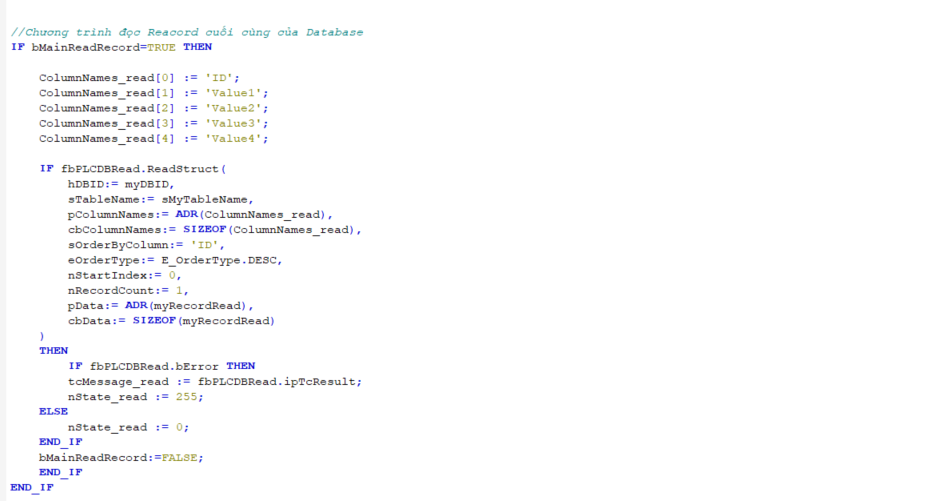 //Chương trình đọc Reacord cuối cùng của Database
IF bMainReadRecord=TRUE THEN
ColumnNames_read[0] := 'ID';
ColumnNames_read[1] := 'Value1';
ColumnNames_read[2] := 'Value2';
ColumnNames_read[3] := 'Value3';
ColumnNames_read[4] := 'Value4';
IF fbPLCDBRead.ReadStruct(
hDBID:= myDBID,
sTableName:= sMyTableName,
pColumnNames:= ADR(ColumnNames_read),
cbColumnNames:= SIZEOF(ColumnNames_read),
sOrderByColumn:= 'ID',
eOrderType:= E_OrderType.DESC,
nStartIndex:= 0,
nRecordCount:= 1,
pData:= ADR(myRecordRead),
cbData:= SIZEOF(myRecordRead)
)
THEN
IF fbPLCDBRead.bError THEN
tcMessage_read := fbPLCDBRead.ipTcResult;
nState_read := 255;
ELSE
nState_read := 0;
END_IF
bMainReadRecord:=FALSE;
END_IF
END_IF